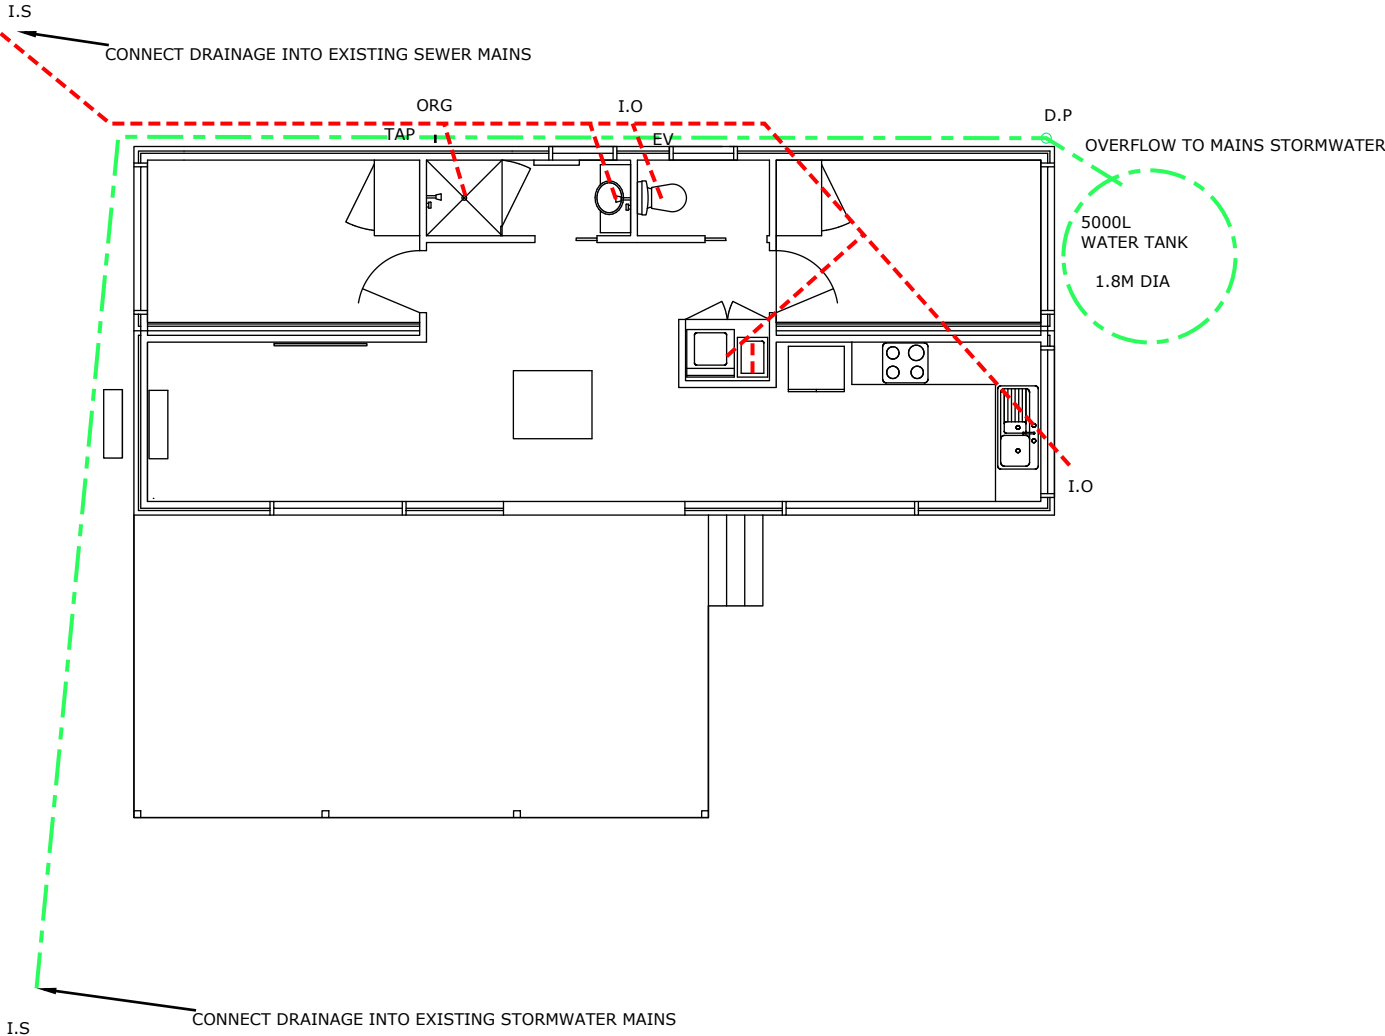 I.S
CONNECT DRAINAGE INTO EXISTING SEWER MAINS
ORG
I.O
D.P
TAP
EV
OVERFLOW TO MAINS STORMWATER
5000L
WATER TANK
1.8M DIA
I.O
CONNECT DRAINAGE INTO EXISTING STORMWATER MAINS
I.S